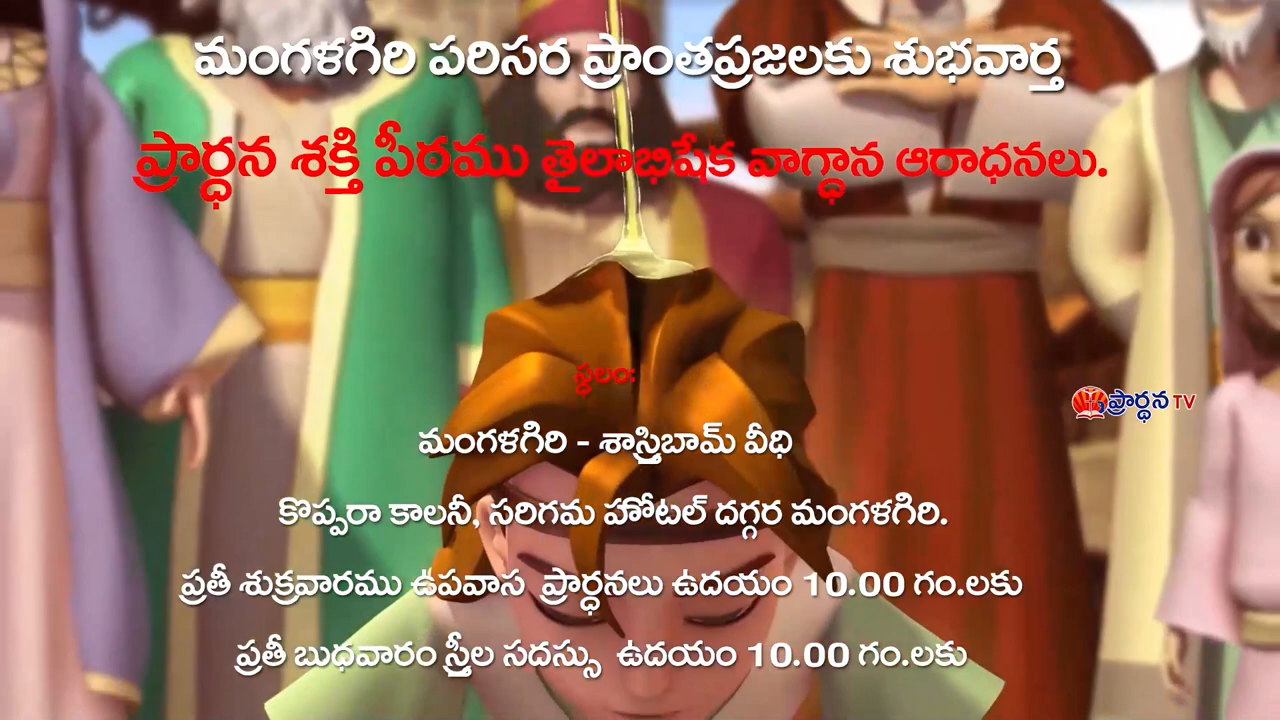 మంగళగిరి పరిసర ప్రాంతప్రజలకు శుభవార్త
ప్రార్ధన శక్తి పీఠము తైలాభిషేక వాగ్ధాన ఆరాధనలు.
స్థలం:
ప్రార్ధన TV
మంగళగిరి - శాస్త్రిబామ్ వీధి
కొప్పరా కాలనీ, సరిగమ హోటల్ దగ్గర మంగళగిరి.
ప్రతీ శుక్రవారము ఉపవాస ప్రార్ధనలు ఉదయం 10.00 గం.లకు
ప్రతీ బుధవారం స్త్రీల సదస్సు ఉదయం 10.00 గం.లకు